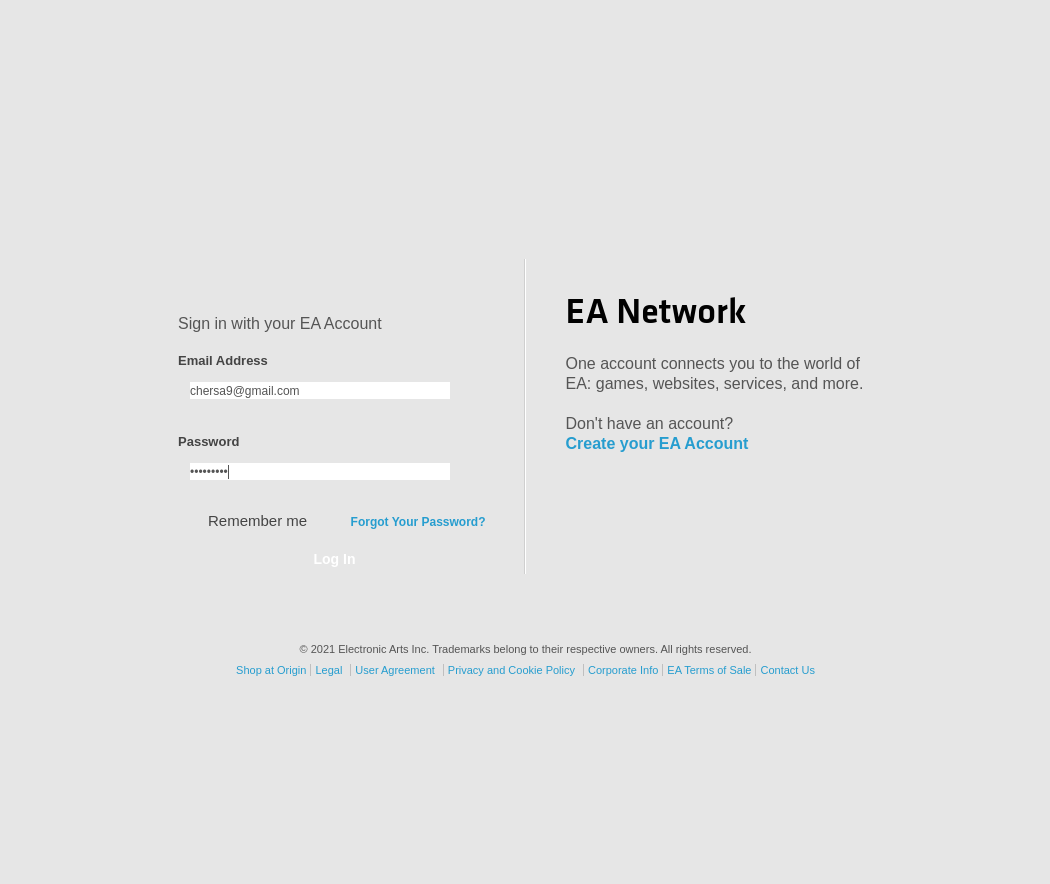 Sign in with your EA Account
Email Address
chersa9@gmail.com
Password
•••••••••
Remember me
Forgot Your Password?
Log In
EA Network
One account connects you to the world of
EA: games, websites, services, and more.
Don't have an account?
Create your EA Account
© 2021 Electronic Arts Inc. Trademarks belong to their respective owners. All rights reserved.
Shop at Origin Legal User Agreement Privacy and Cookie Policy Corporate Info EA Terms of Sale Contact Us